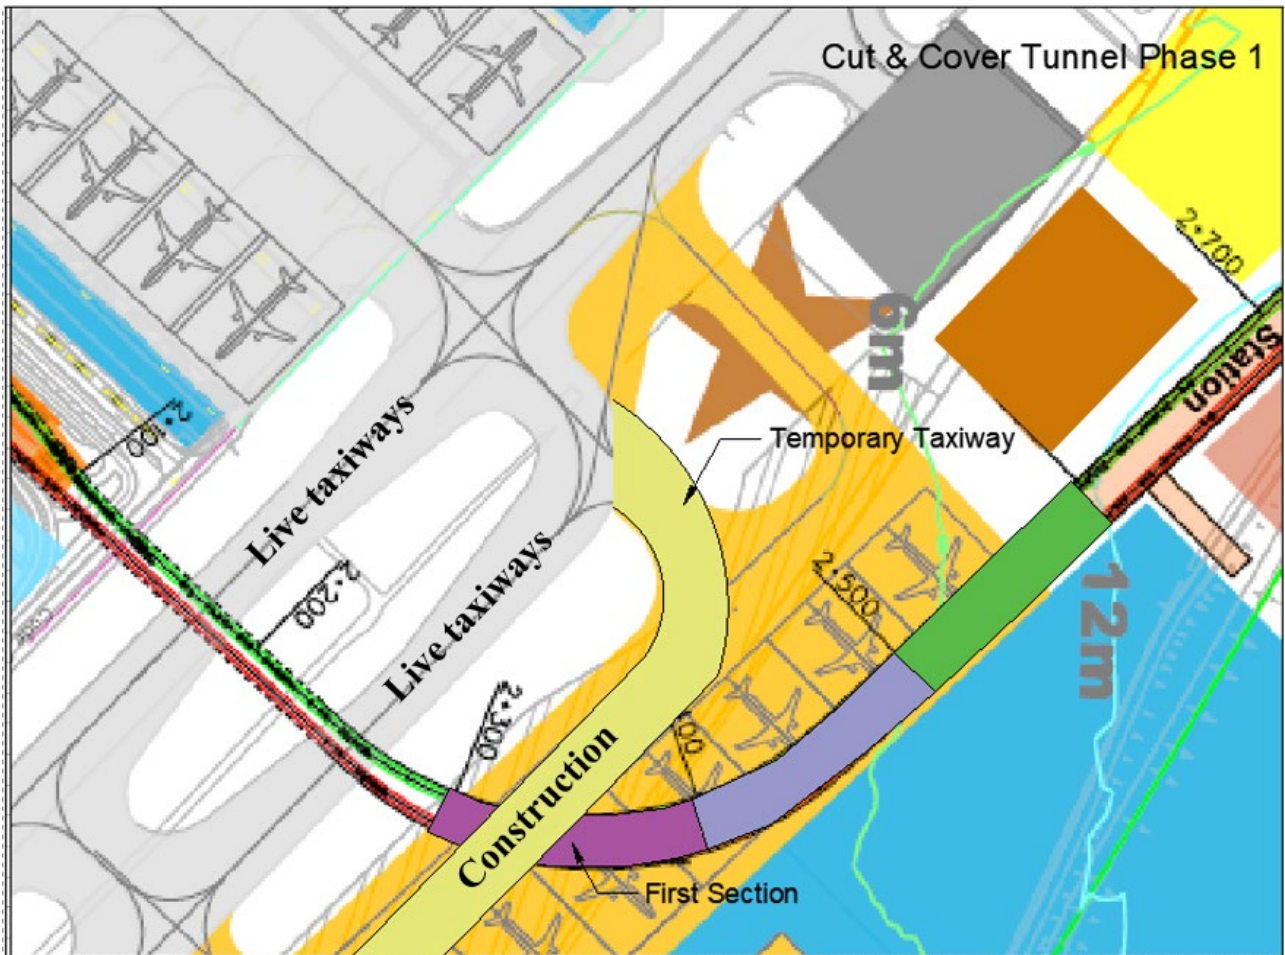 Cut & Cover Tunnel Phase 1
2+700
6m
Station
2+100
Live taxiways
Temporary Taxiway
Live taxiways
2+200
2+500
12m
2+300
00
Construction
First Section